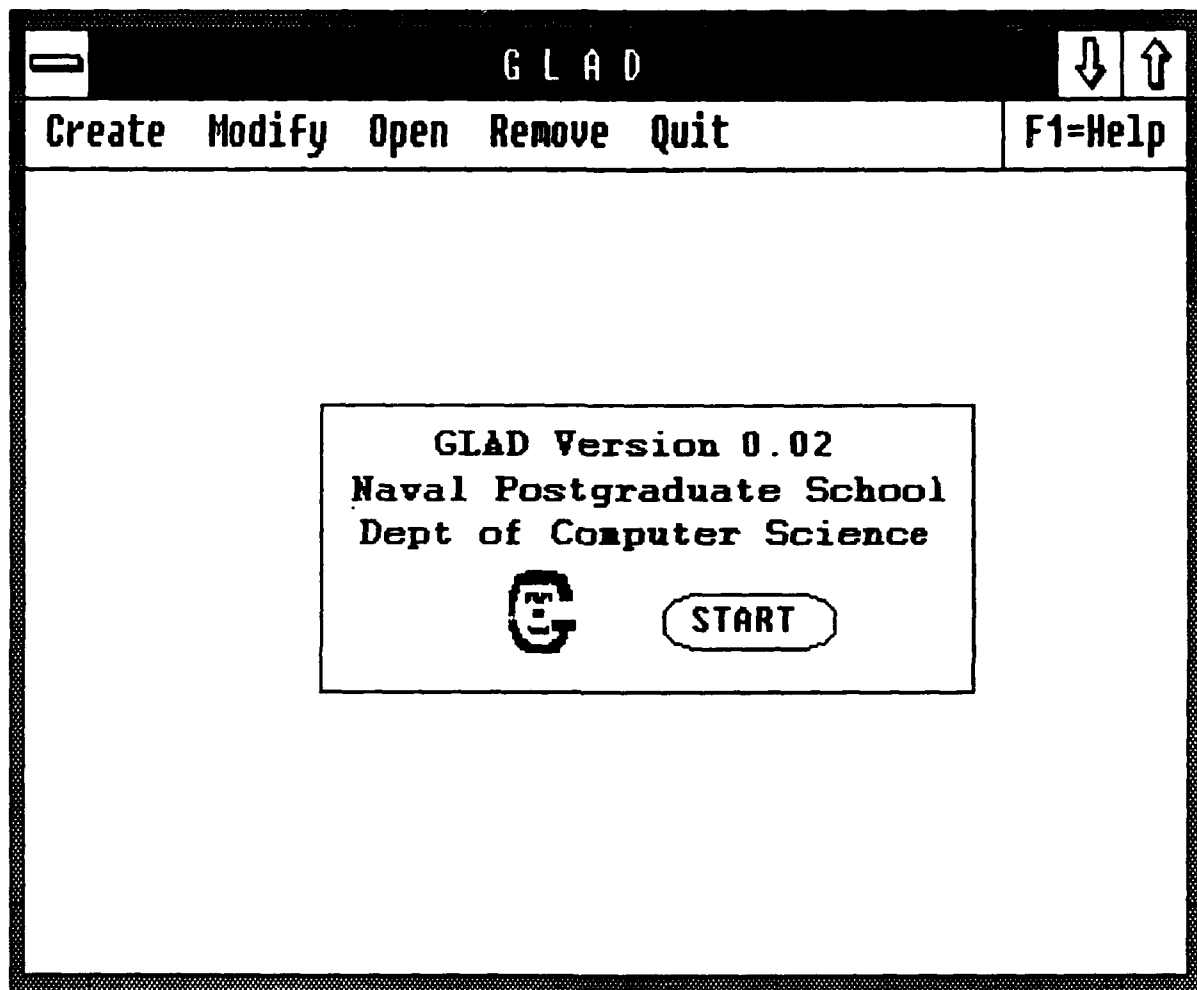 G L A D
Create Modify Open Remove Quit F1=Help
GLAD Version 0.02
Naval Postgraduate School
Dept of Computer Science
START